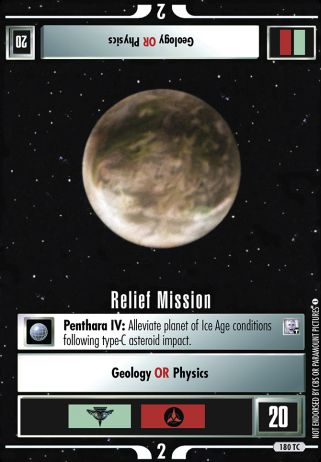 2
20
Geology OR Physics
Relief Mission
Penthara IV: Alleviate planet of Ice Age conditions
following type-C asteroid impact.
Geology OR Physics
20
2
180 TC
NOT ENDORSED BY CBS OR PARAMOUNT PICTURES